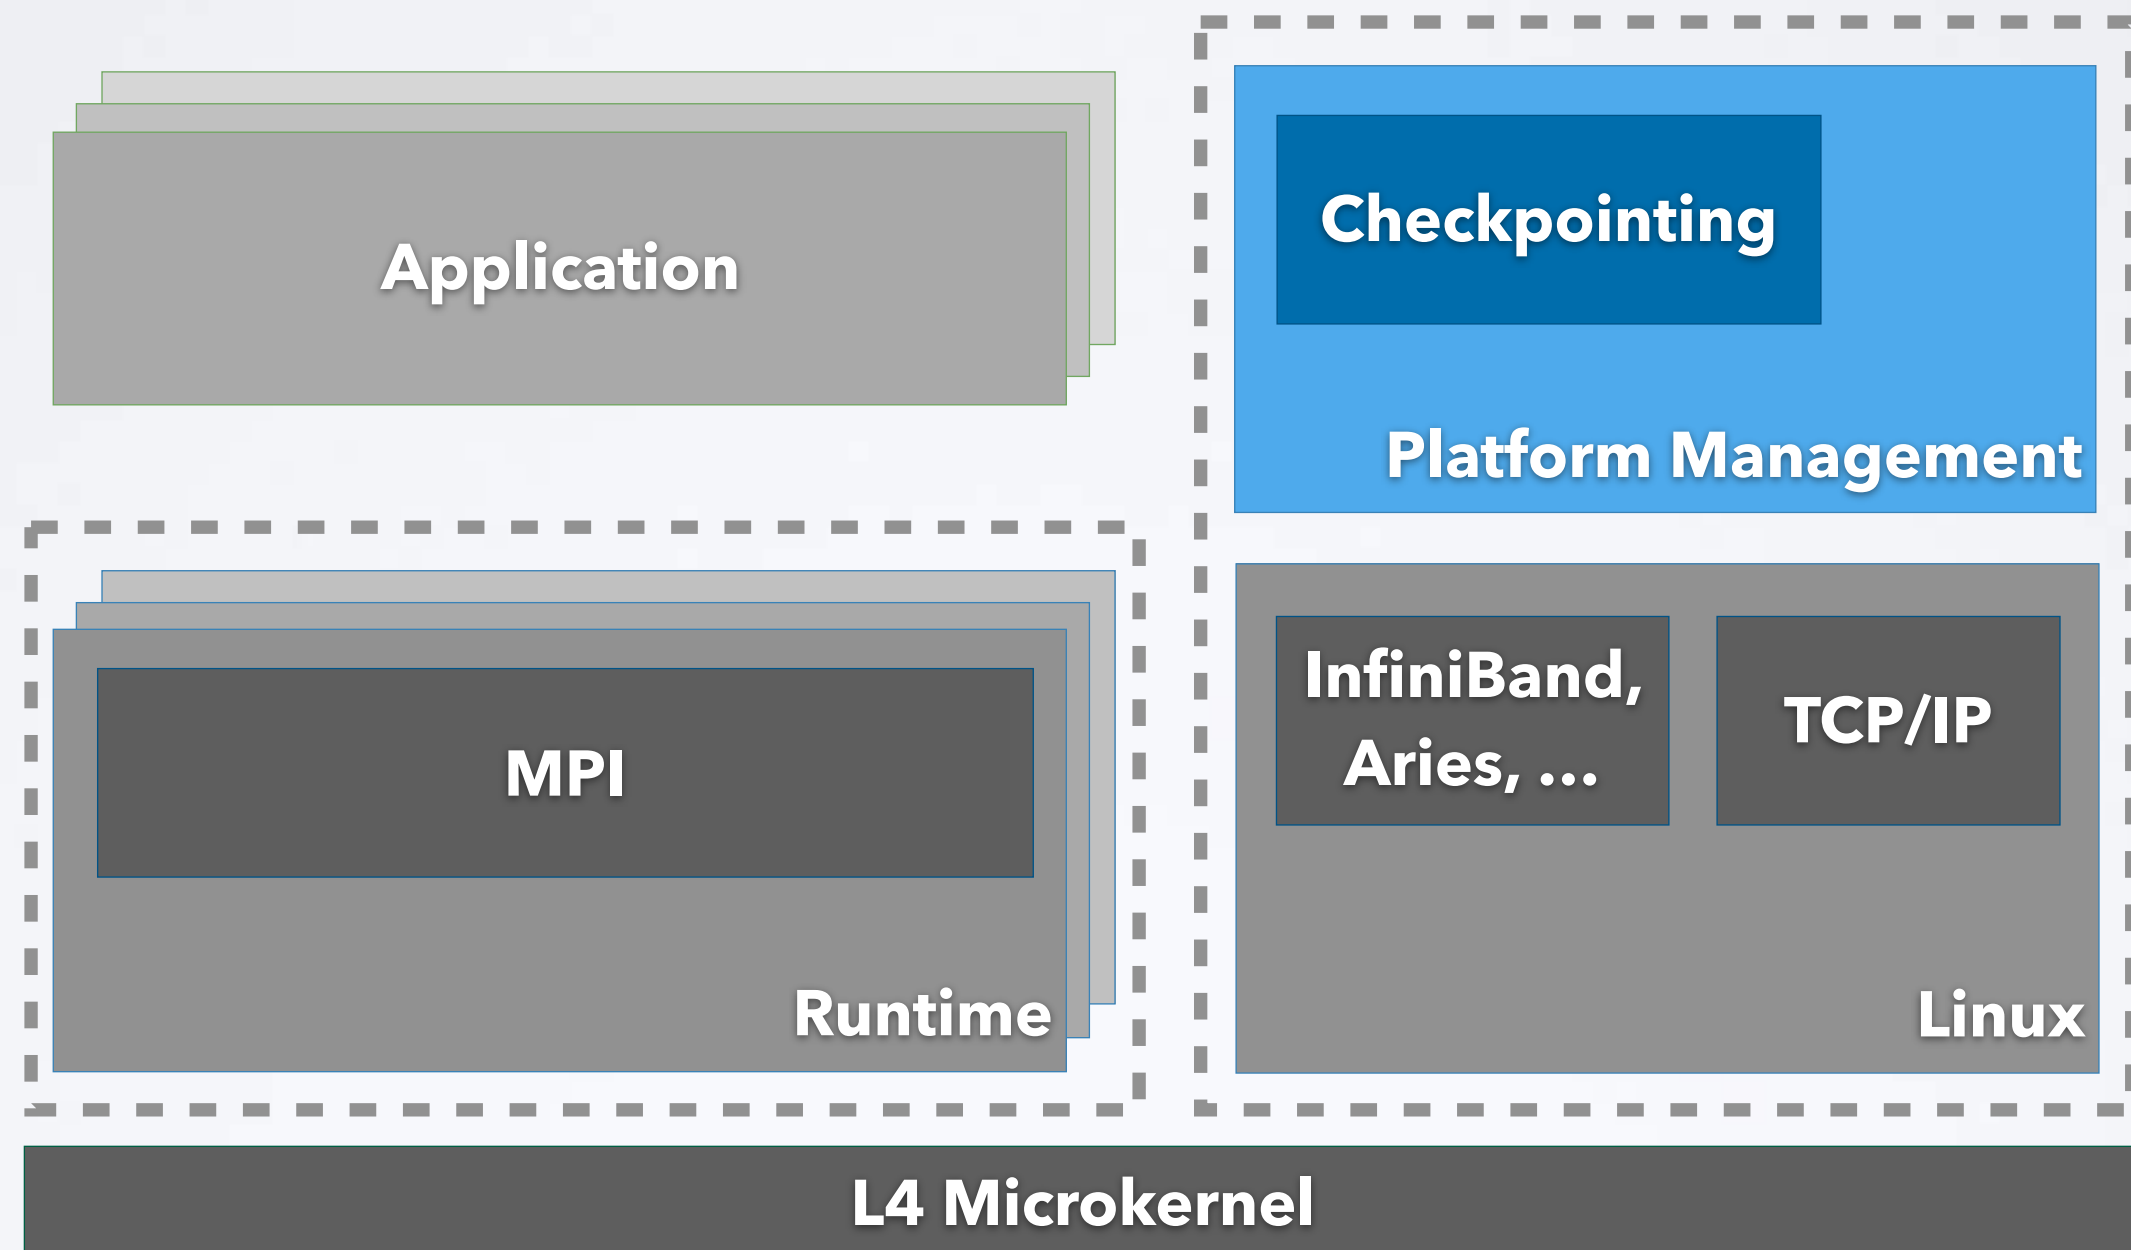 Application
Checkpointing
Platform Management
MPI
Runtime
InfiniBand,
Aries, ...
TCP/IP
Linux
L4 Microkernel